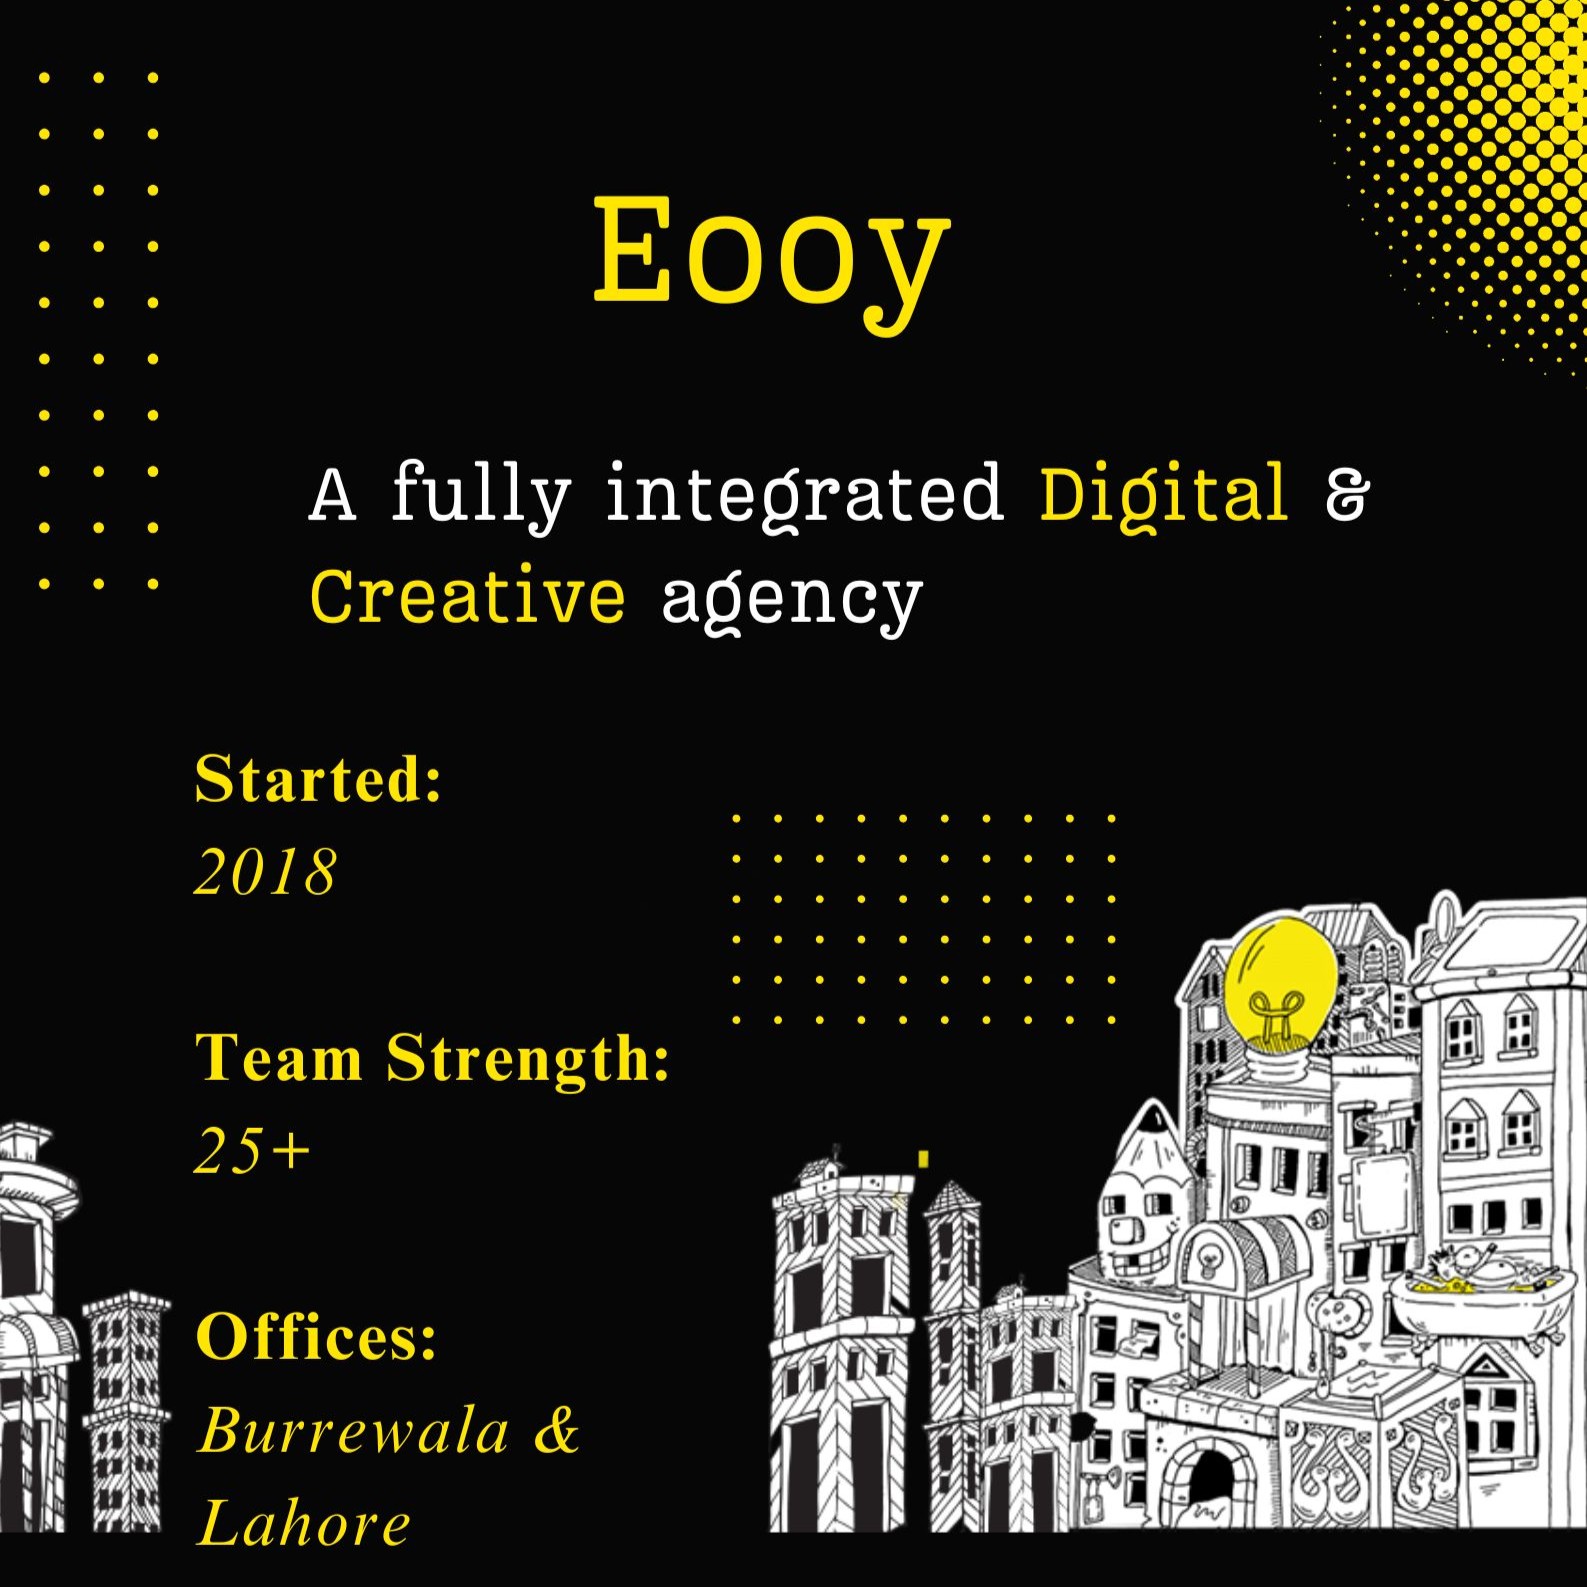 Eooy
A fully integrated Digital &
Creative agency
Started:
2018
Team Strength:
25+
Offices:
Burrewala &
Lahore